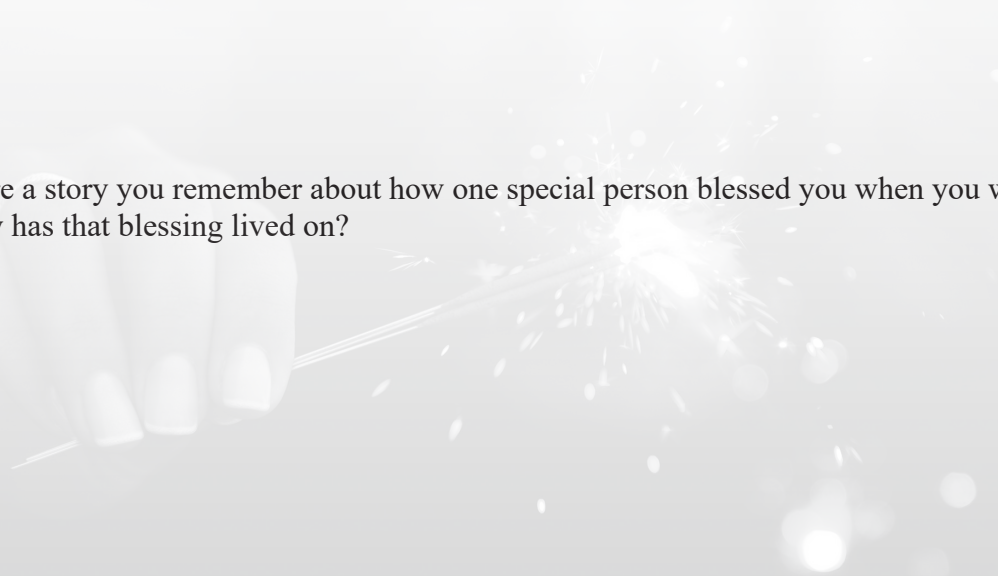 a story you remember about how one special person blessed you when you
has that blessing lived on?